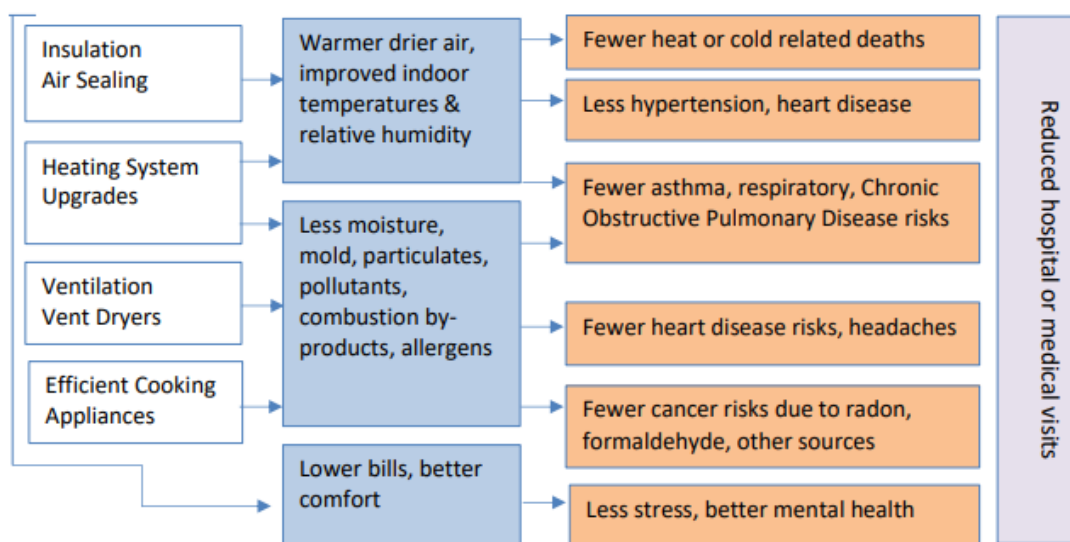 Insulation
Air Sealing
Heating System
Upgrades
Ventilation
Vent Dryers
Efficient Cooking
Appliances
Warmer drier air,
improved indoor
temperatures &
relative humidity
Less moisture,
mold, particulates,
pollutants,
combustion by-
products, allergens
Lower bills, better
comfort
Fewer heat or cold related deaths
Less hypertension, heart disease
Fewer asthma, respiratory, Chronic
Obstructive Pulmonary Disease risks
Fewer heart disease risks, headaches
Fewer cancer risks due to radon,
formaldehyde, other sources
Less stress, better mental health
Reduced hospital or medical visits